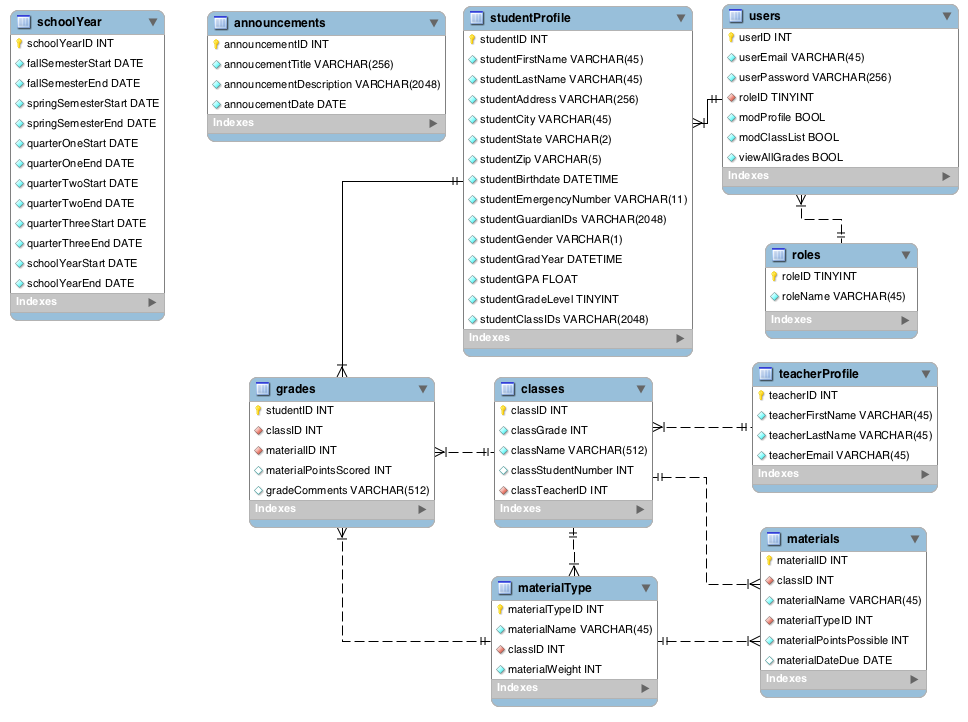 schoolYear
schoolYearID INT
fallSemesterStart DATE
fallSemesterEnd DATE
springSemesterStart DATE
springSemesterEnd DATE
quarterOneStart DATE
quarterOneEnd DATE
quarterTwoStart DATE
quarterTwoEnd DATE
quarterThreeStart DATE
quarterThreeEnd DATE
schoolYearStart DATE
schoolYearEnd DATE
Indexes
announcements
announcementID INT
annoucementTitle VARCHAR(256)
announcementDescription VARCHAR(2048)
annoucementDate DATE
Indexes
studentProfile
studentID INT
studentFirstName VARCHAR(45)
studentLastName VARCHAR(45)
studentAddress VARCHAR(256)
studentCity VARCHAR(45)
studentState VARCHAR(2)
studentZip VARCHAR(5)
studentBirthdate DATETIME
studentEmergencyNumber VARCHAR(11)
studentGuardianIDs VARCHAR(2048)
studentGender VARCHAR(1)
studentGradYear DATETIME
studentGPA FLOAT
studentGradeLevel TINYINT
studentClassIDs VARCHAR(2048)
Indexes
users
userID INT
userEmail VARCHAR(45)
userPassword VARCHAR(256)
roleID TINYINT
modProfile BOOL
modClassList BOOL
viewAllGrades BOOL
Indexes
roles
roleID TINYINT
roleName VARCHAR(45)
Indexes
grades
studentID INT
classID INT
materialID INT
materialPointsScored INT
gradeComments VARCHAR(512)
Indexes
classes
classID INT
classGrade INT
className VARCHAR(512)
classStudentNumber INT
classTeacherID INT
Indexes
teacherProfile
teacherID INT
teacherFirstName VARCHAR(45)
teacherLastName VARCHAR(45)
teacherEmail VARCHAR(45)
Indexes
materialType
materialTypeID INT
materialName VARCHAR(45)
classID INT
materialWeight INT
Indexes
materials
materialID INT
classID INT
materialName VARCHAR(45)
materialTypeID INT
materialPointsPossible INT
materialDateDue DATE
Indexes